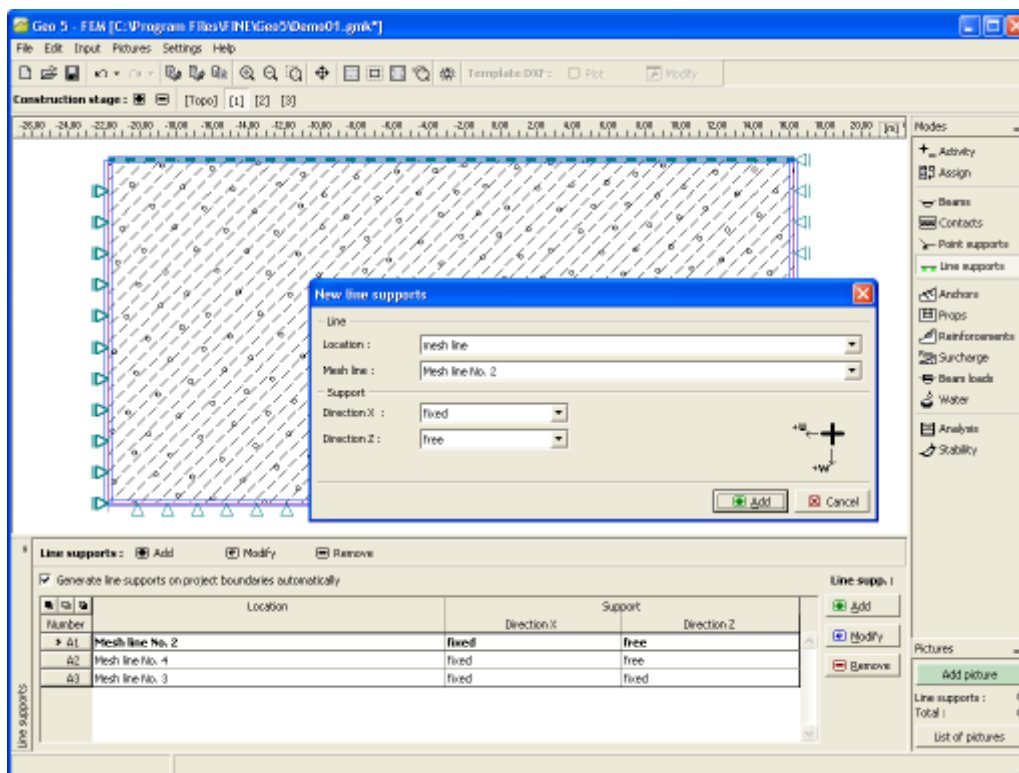 Geo 5 - FEM [C:\Program Files\FINE\Geo5\Demo01.gmk*]
File Edit Input Pictures Settings Help
Template DXF : Plot Modify
Construction stage : [Topo] [1] [2] [3]
-26,00 -24,00 -22,00 -20,00 -18,00 -16,00 -14,00 -12,00 -10,00 -8,00 -6,00 -4,00 -2,00 0,00 2,00 4,00 6,00 8,00 10,00 12,00 14,00 16,00 18,00 20,00 [m]
Modes
Activity
Assign
Beams
Contacts
Point supports
Line supports
Anchors
Props
Reinforcements
Surcharge
Beam loads
Water
Analysis
Stability
New line supports
Line
Location : mesh line
Mesh line : Mesh line No. 2
Support
Direction X : fixed
Direction Z : free
+u
+w
Add Cancel
Line supports : Add Modify Remove
Generate line supports on project boundaries automatically
Line supp. :
Number Location Support
Direction X Direction Z
A1 Mesh line No. 2 fixed free
A2 Mesh line No. 4 fixed free
A3 Mesh line No. 3 fixed fixed
Add
Modify
Remove
Line supports
Pictures
Add picture
Line supports :
Total :
List of pictures